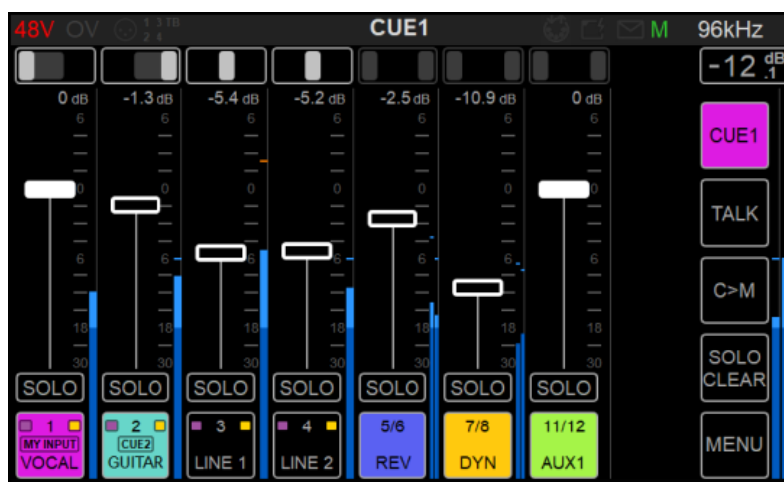 48V OV 1 3 TB 2 4 CUE1 M 96kHz
-12 dB .1
0 dB -1.3 dB -5.4 dB -5.2 dB -2.5 dB -10.9 dB 0 dB
6 6 6 6 6 6 6
0 0 0 0 0 0 0
6 6 6 6 6 6 6
18 18 18 18 18 18 18
30 30 30 30 30 30 30
SOLO SOLO SOLO SOLO SOLO SOLO SOLO
1 2 3 4 5/6 7/8 11/12
MY INPUT CUE2
VOCAL GUITAR LINE 1 LINE 2 REV DYN AUX1
CUE1
TALK
C>M
SOLO
CLEAR
MENU